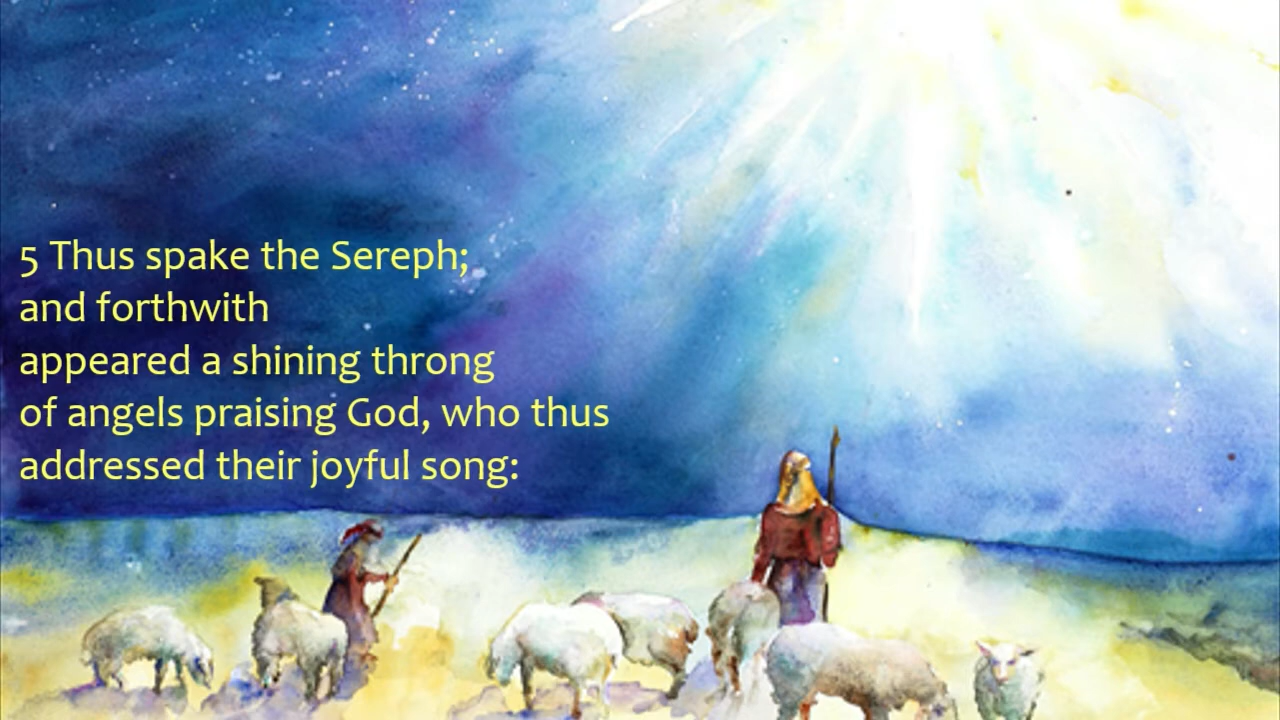 5 Thus spake the Sereph;
and forthwith
appeared a shining throng
of angels praising God, who thus
addressed their joyful song: